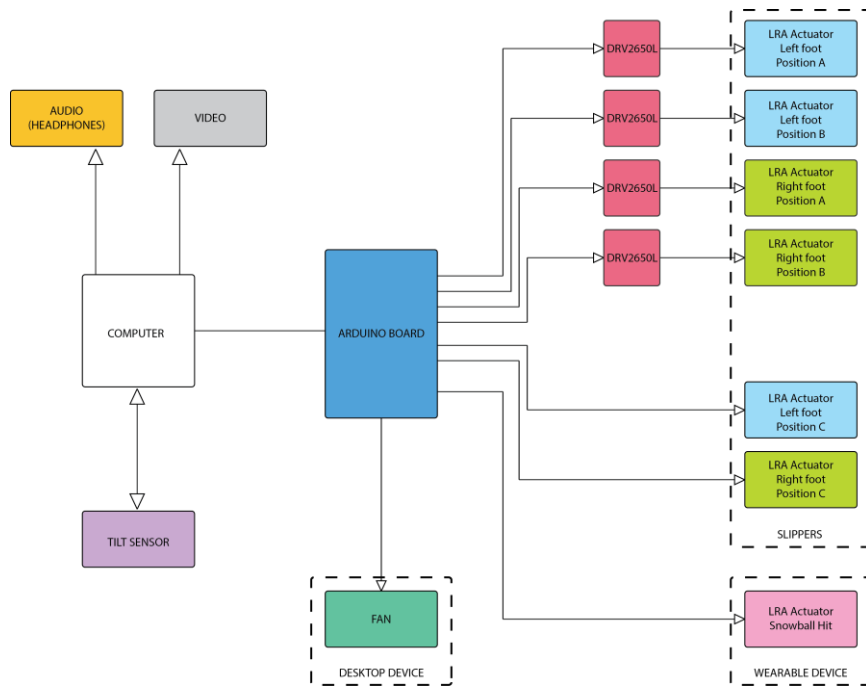 DRV2650L
LRA Actuator
Left foot
Position A
AUDIO
(HEADPHONES)
VIDEO
DRV2650L
LRA Actuator
Left foot
Position B
DRV2650L
LRA Actuator
Right foot
Position A
DRV2650L
LRA Actuator
Right foot
Position B
COMPUTER
ARDUINO BOARD
LRA Actuator
Left foot
Position C
LRA Actuator
Right foot
Position C
SLIPPERS
TILT SENSOR
FAN
DESKTOP DEVICE
LRA Actuator
Snowball Hit
WEARABLE DEVICE